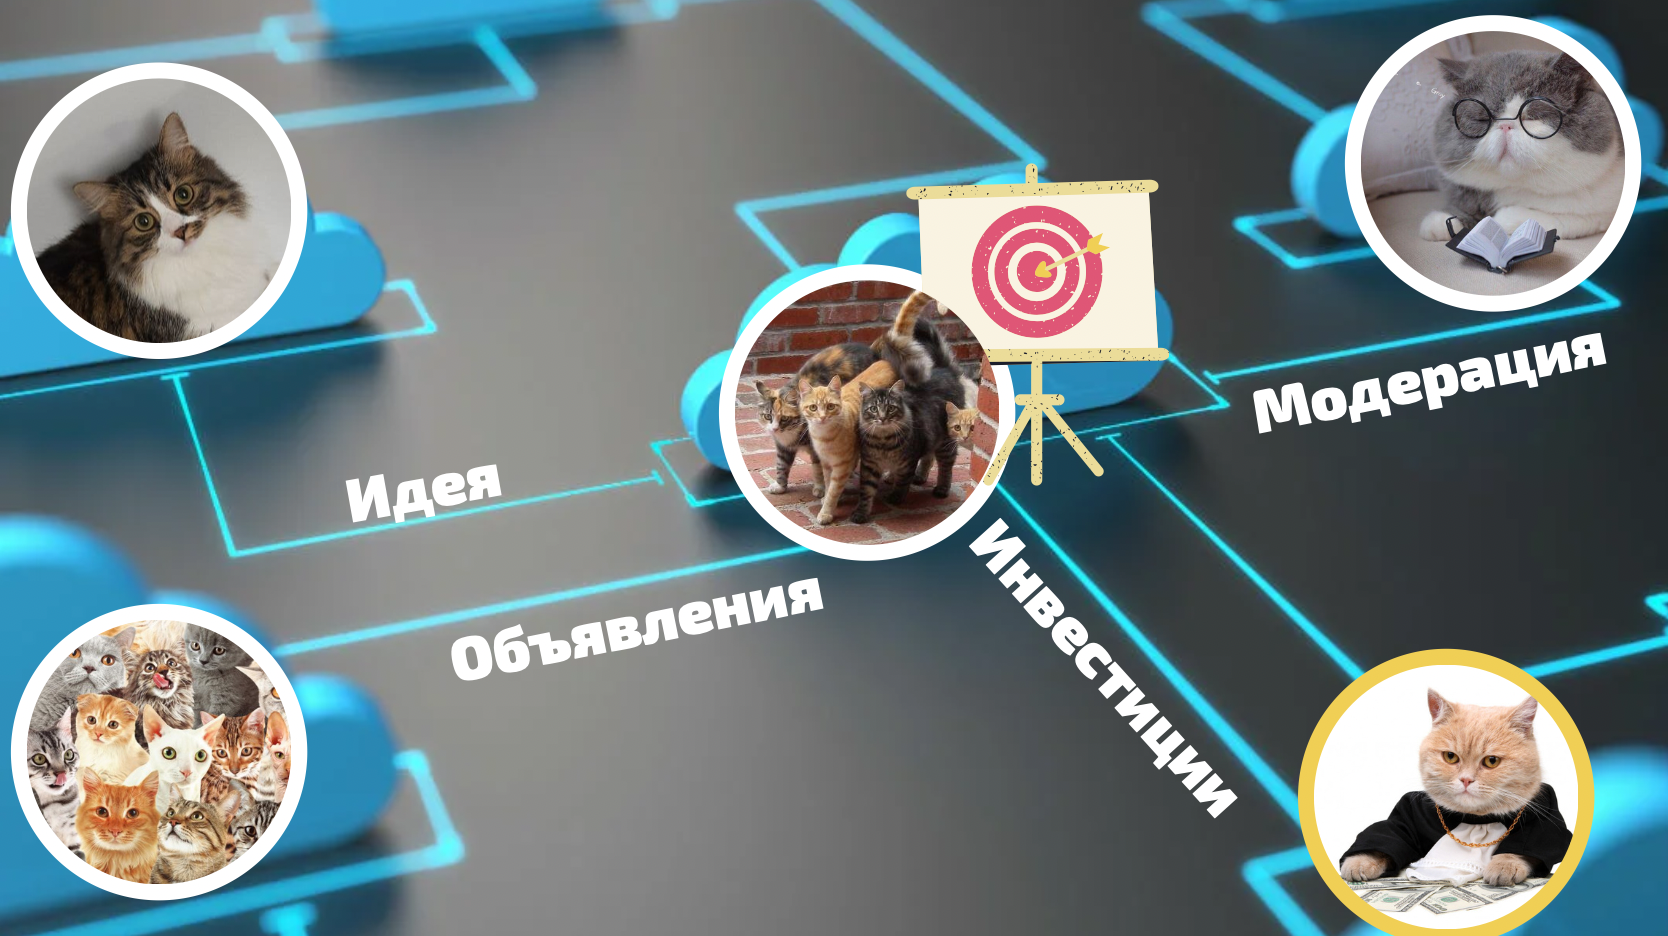 Модерация
Идея
Объявления
Инвестиции